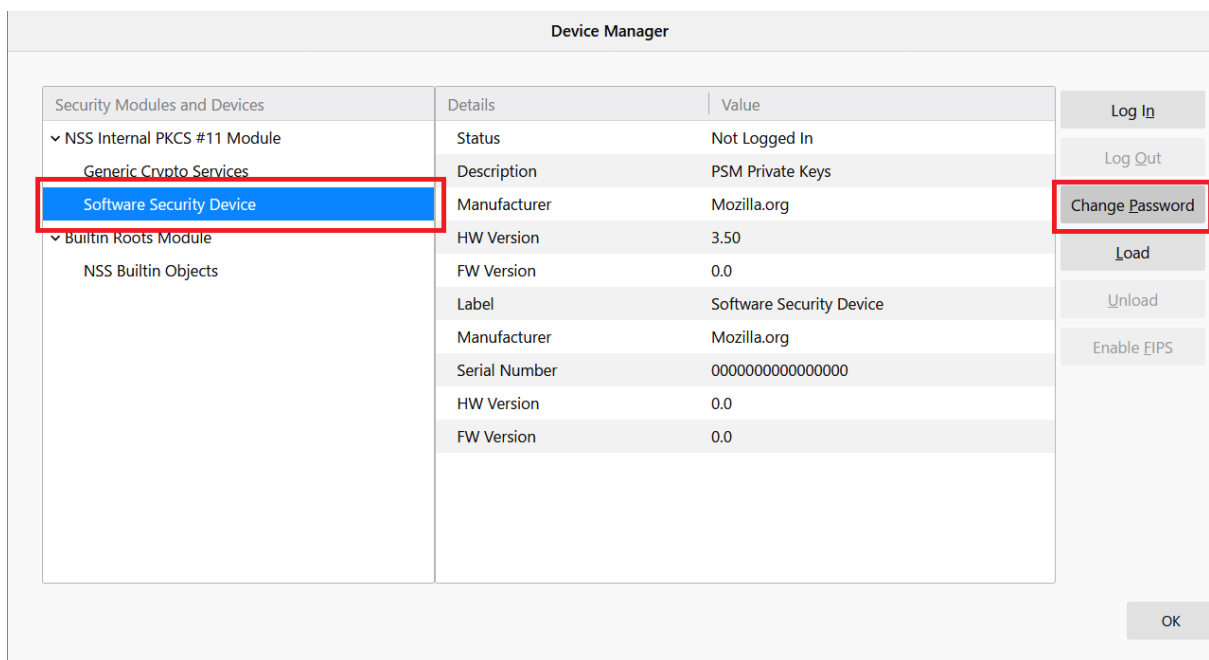 Device Manager
Security Modules and Devices Details Value
NSS Internal PKCS #11 Module Status Not Logged In
Generic Crypto Services Description PSM Private Keys
Software Security Device Manufacturer Mozilla.org
Builtin Roots Module HW Version 3.50
NSS Builtin Objects FW Version 0.0
Label Software Security Device
Manufacturer Mozilla.org
Serial Number 0000000000000000
HW Version 0.0
FW Version 0.0
Log In
Log Out
Change Password
Load
Unload
Enable FIPS
OK